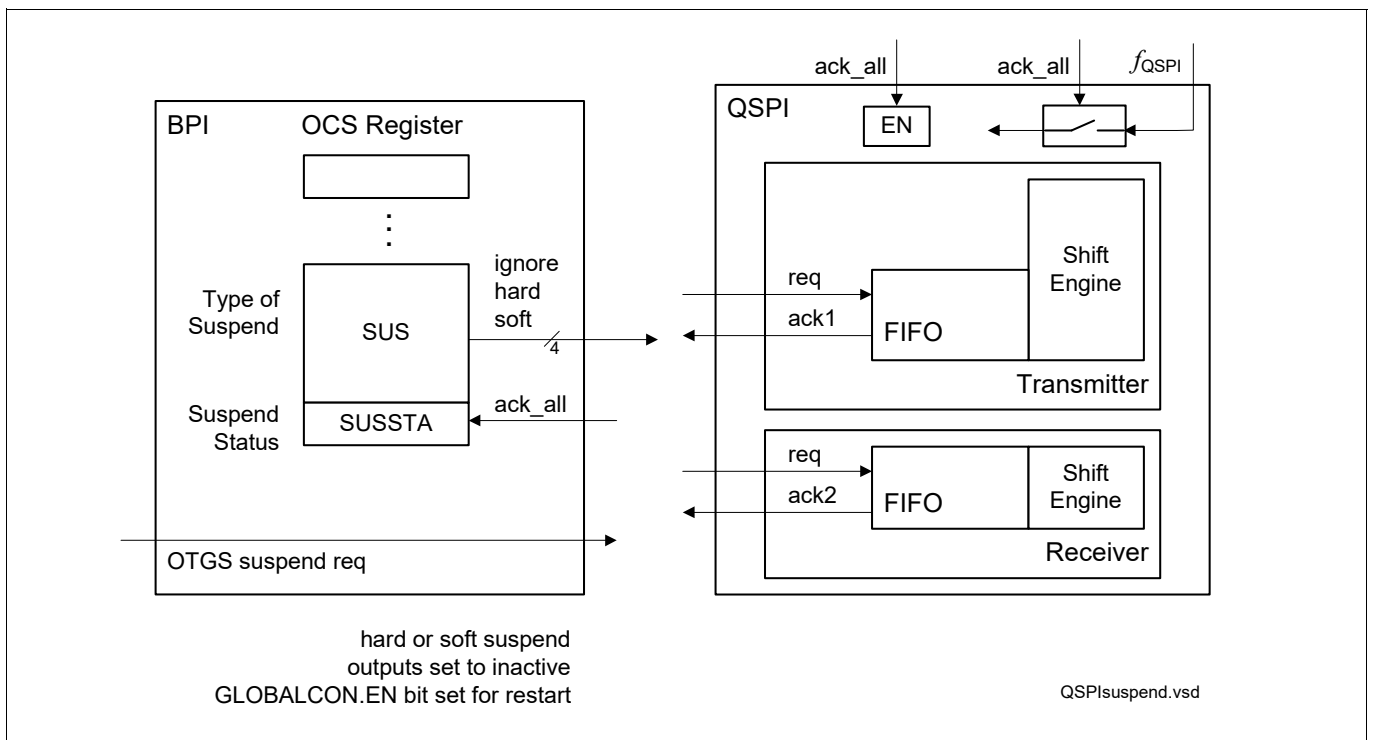 BPI
OCS Register
Type of
Suspend
SUS
ignore
hard
soft
4
Suspend
Status
SUSSTA
ack_all
OTGS suspend req
hard or soft suspend
outputs set to inactive
GLOBALCON.EN bit set for restart
ack_all
ack_all
fQSPI
QSPI
EN
req
ack1
FIFO
Shift
Engine
Transmitter
req
ack2
FIFO
Shift
Engine
Receiver
QSPIsuspend.vsd